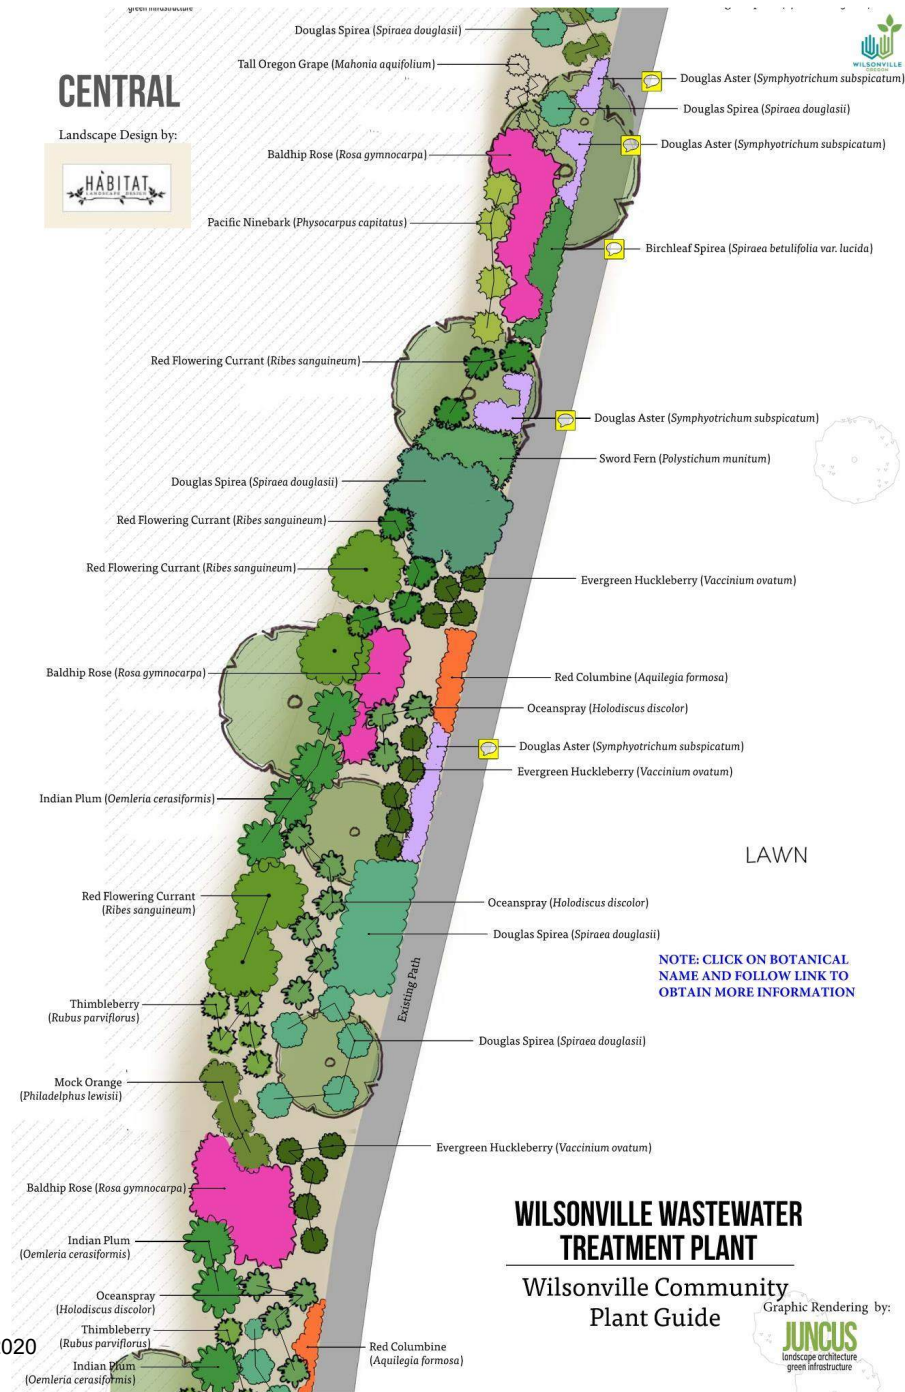 green infrastructure
WILSONVILLE
OREGON
CENTRAL
Landscape Design by:
HABITAT
LANDSCAPE DESIGN
Douglas Spirea (Spiraea douglasii)
Tall Oregon Grape (Mahonia aquifolium)
Douglas Aster (Symphyotrichum subspicatum)
Douglas Spirea (Spiraea douglasii)
Douglas Aster (Symphyotrichum subspicatum)
Baldhip Rose (Rosa gymnocarpa)
Pacific Ninebark (Physocarpus capitatus)
Birchleaf Spirea (Spiraea betulifolia var. lucida)
Red Flowering Currant (Ribes sanguineum)
Douglas Aster (Symphyotrichum subspicatum)
Sword Fern (Polystichum munitum)
Douglas Spirea (Spiraea douglasii)
Red Flowering Currant (Ribes sanguineum)
Red Flowering Currant (Ribes sanguineum)
Evergreen Huckleberry (Vaccinium ovatum)
Baldhip Rose (Rosa gymnocarpa)
Red Columbine (Aquilegia formosa)
Oceanspray (Holodiscus discolor)
Douglas Aster (Symphyotrichum subspicatum)
Evergreen Huckleberry (Vaccinium ovatum)
Indian Plum (Oemleria cerasiformis)
LAWN
Red Flowering Currant
(Ribes sanguineum)
Oceanspray (Holodiscus discolor)
Douglas Spirea (Spiraea douglasii)
NOTE: CLICK ON BOTANICAL
NAME AND FOLLOW LINK TO
OBTAIN MORE INFORMATION
Existing Path
Thimbleberry
(Rubus parviflorus)
Douglas Spirea (Spiraea douglasii)
Mock Orange
(Philadelphus lewisii)
Evergreen Huckleberry (Vaccinium ovatum)
Baldhip Rose (Rosa gymnocarpa)
WILSONVILLE WASTEWATER
TREATMENT PLANT
Wilsonville Community
Plant Guide
Indian Plum
(Oemleria cerasiformis)
Oceanspray
(Holodiscus discolor)
Thimbleberry
(Rubus parviflorus)
Indian Plum
(Oemleria cerasiformis)
Red Columbine
(Aquilegia formosa)
Graphic Rendering by:
JUNCUS
landscape architecture
green infrastructure
2020